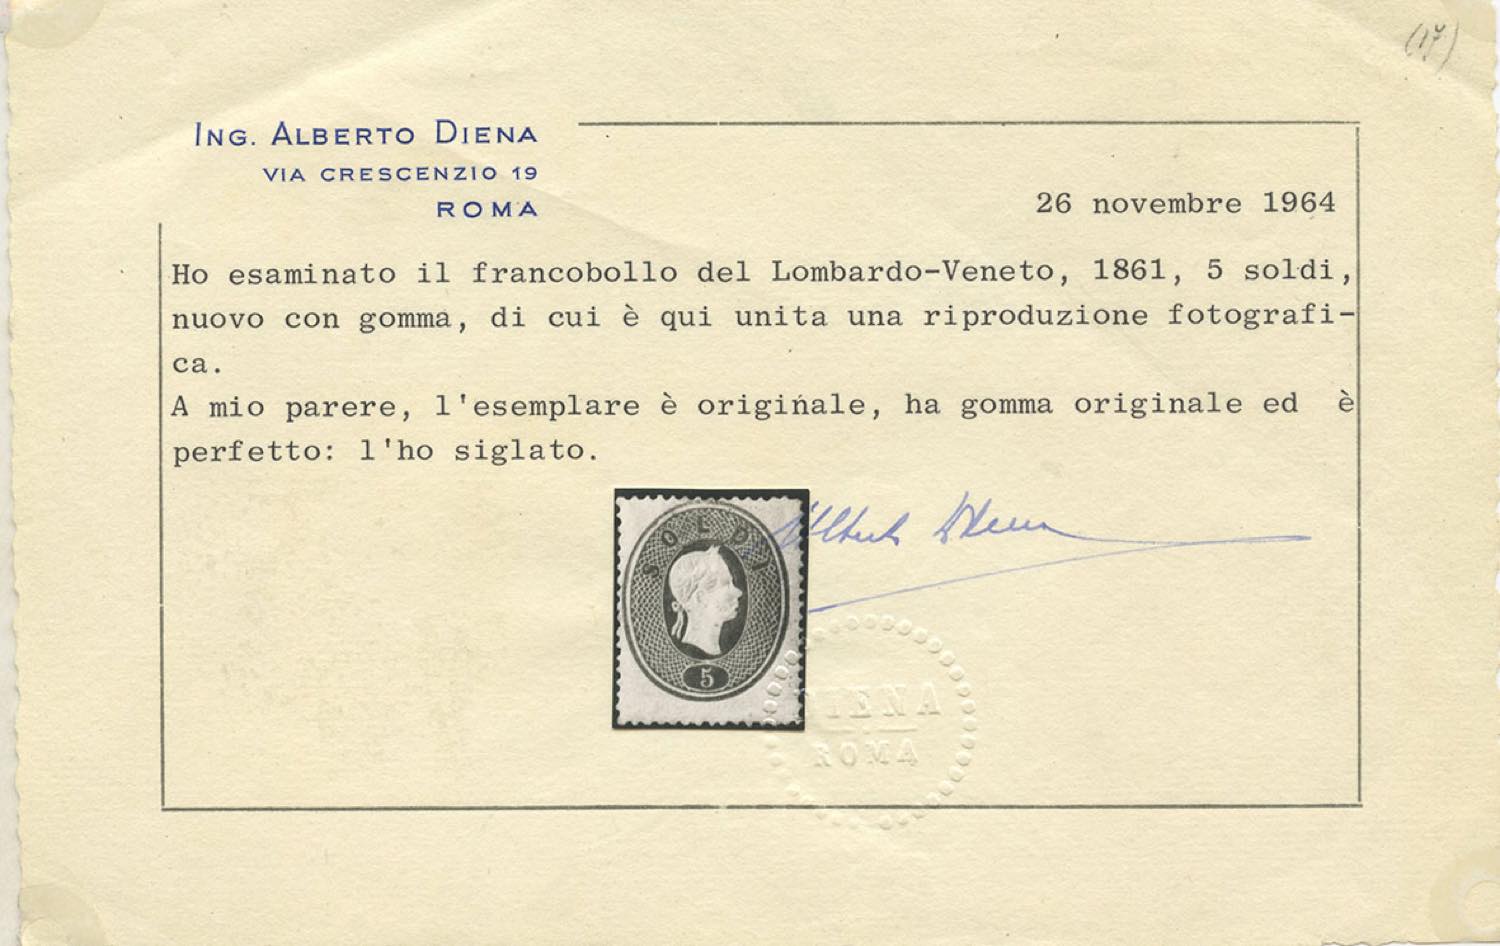 (17)
ING. ALBERTO DIENA
VIA CRESCENZIO 19
ROMA
26 novembre 1964
Ho esaminato il francobollo del Lombardo-Veneto, 1861, 5 soldi,
nuovo con gomma, di cui è qui unita una riproduzione fotografi-
ca.
A mio parere, l'esemplare è originale, ha gomma originale ed è
perfetto: l'ho siglato.
SOLDI
5
Alberto Diena
ROMA